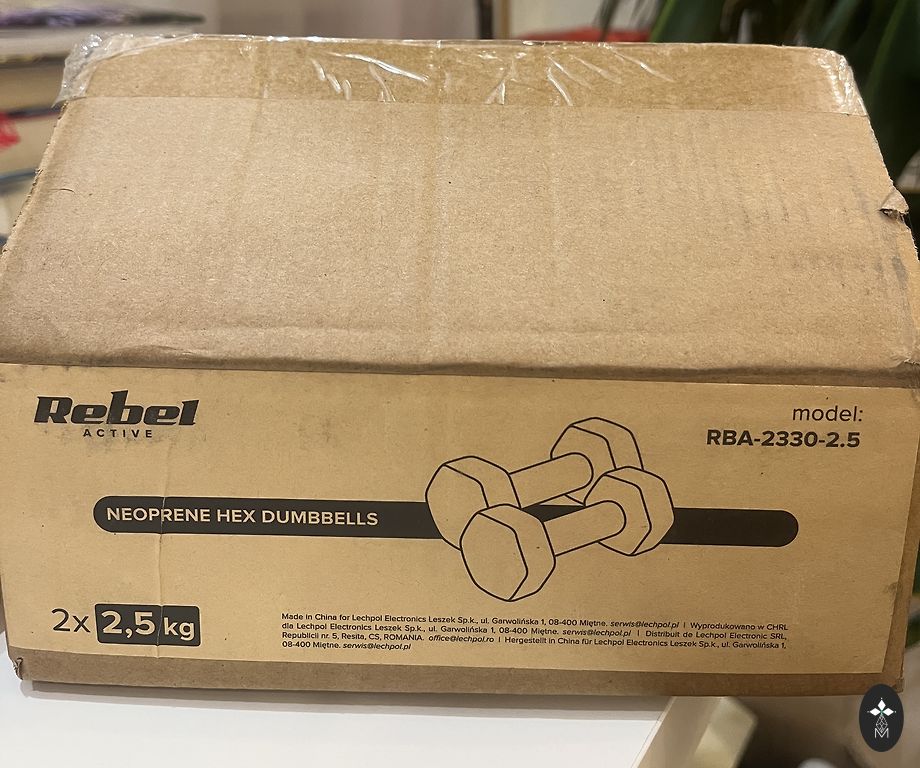 Rebel
ACTIVE
model:
RBA-2330-2.5
NEOPRENE HEX DUMBBELLS
2x 2,5 kg
Made in China for Lechpol Electronics Leszek Sp.k., ul. Garwolińska 1, 08-400 Miętne. serwis@lechpol.pl | Wyprodukowano w CHRL
dla Lechpol Electronics Leszek Sp.k., ul. Garwolińska 1, 08-400 Miętne. serwis@lechpol.pl | Distribuit de Lechpol Electronic SRL,
Republicii nr. 5, Resita, CS, ROMANIA. office@lechpol.ro | Hergestellt in China für Lechpol Electronics Leszek Sp.k., ul. Garwolińska 1,
08-400 Miętne. serwis@lechpol.pl
M